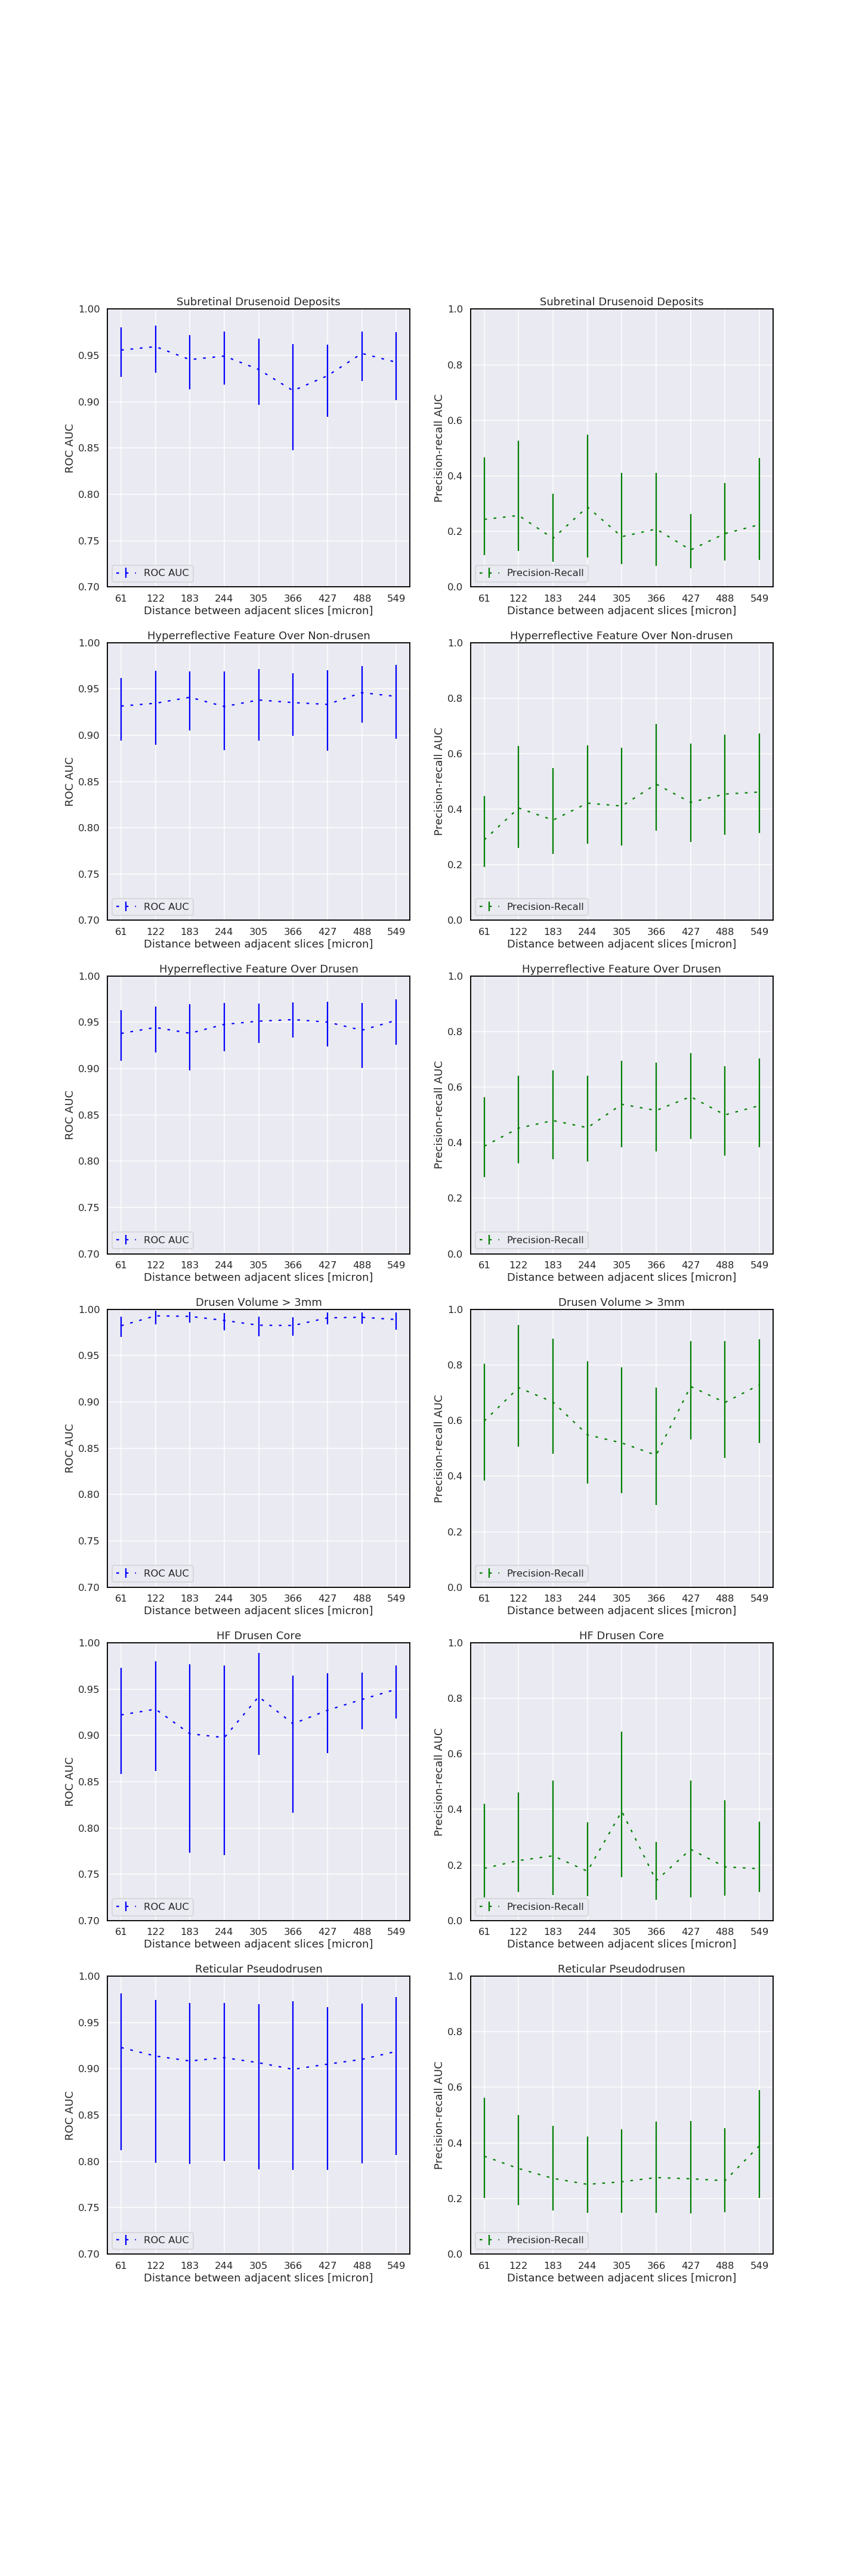 Subretinal Drusenoid Deposits
1.00
0.95
0.90
0.85
0.80
0.75
0.70
ROC AUC
ROC AUC
61 122 183 244 305 366 427 488 549
Distance between adjacent slices [micron]
Subretinal Drusenoid Deposits
1.0
0.8
0.6
0.4
0.2
0.0
Precision-recall AUC
Precision-Recall
61 122 183 244 305 366 427 488 549
Distance between adjacent slices [micron]
Hyperreflective Feature Over Non-drusen
1.00
0.95
0.90
0.85
0.80
0.75
0.70
ROC AUC
ROC AUC
61 122 183 244 305 366 427 488 549
Distance between adjacent slices [micron]
Hyperreflective Feature Over Non-drusen
1.0
0.8
0.6
0.4
0.2
0.0
Precision-recall AUC
Precision-Recall
61 122 183 244 305 366 427 488 549
Distance between adjacent slices [micron]
Hyperreflective Feature Over Drusen
1.00
0.95
0.90
0.85
0.80
0.75
0.70
ROC AUC
ROC AUC
61 122 183 244 305 366 427 488 549
Distance between adjacent slices [micron]
Hyperreflective Feature Over Drusen
1.0
0.8
0.6
0.4
0.2
0.0
Precision-recall AUC
Precision-Recall
61 122 183 244 305 366 427 488 549
Distance between adjacent slices [micron]
Drusen Volume > 3mm
1.00
0.95
0.90
0.85
0.80
0.75
0.70
ROC AUC
ROC AUC
61 122 183 244 305 366 427 488 549
Distance between adjacent slices [micron]
Drusen Volume > 3mm
1.0
0.8
0.6
0.4
0.2
0.0
Precision-recall AUC
Precision-Recall
61 122 183 244 305 366 427 488 549
Distance between adjacent slices [micron]
HF Drusen Core
1.00
0.95
0.90
0.85
0.80
0.75
0.70
ROC AUC
ROC AUC
61 122 183 244 305 366 427 488 549
Distance between adjacent slices [micron]
HF Drusen Core
1.0
0.8
0.6
0.4
0.2
0.0
Precision-recall AUC
Precision-Recall
61 122 183 244 305 366 427 488 549
Distance between adjacent slices [micron]
Reticular Pseudodrusen
1.00
0.95
0.90
0.85
0.80
0.75
0.70
ROC AUC
ROC AUC
61 122 183 244 305 366 427 488 549
Distance between adjacent slices [micron]
Reticular Pseudodrusen
1.0
0.8
0.6
0.4
0.2
0.0
Precision-recall AUC
Precision-Recall
61 122 183 244 305 366 427 488 549
Distance between adjacent slices [micron]